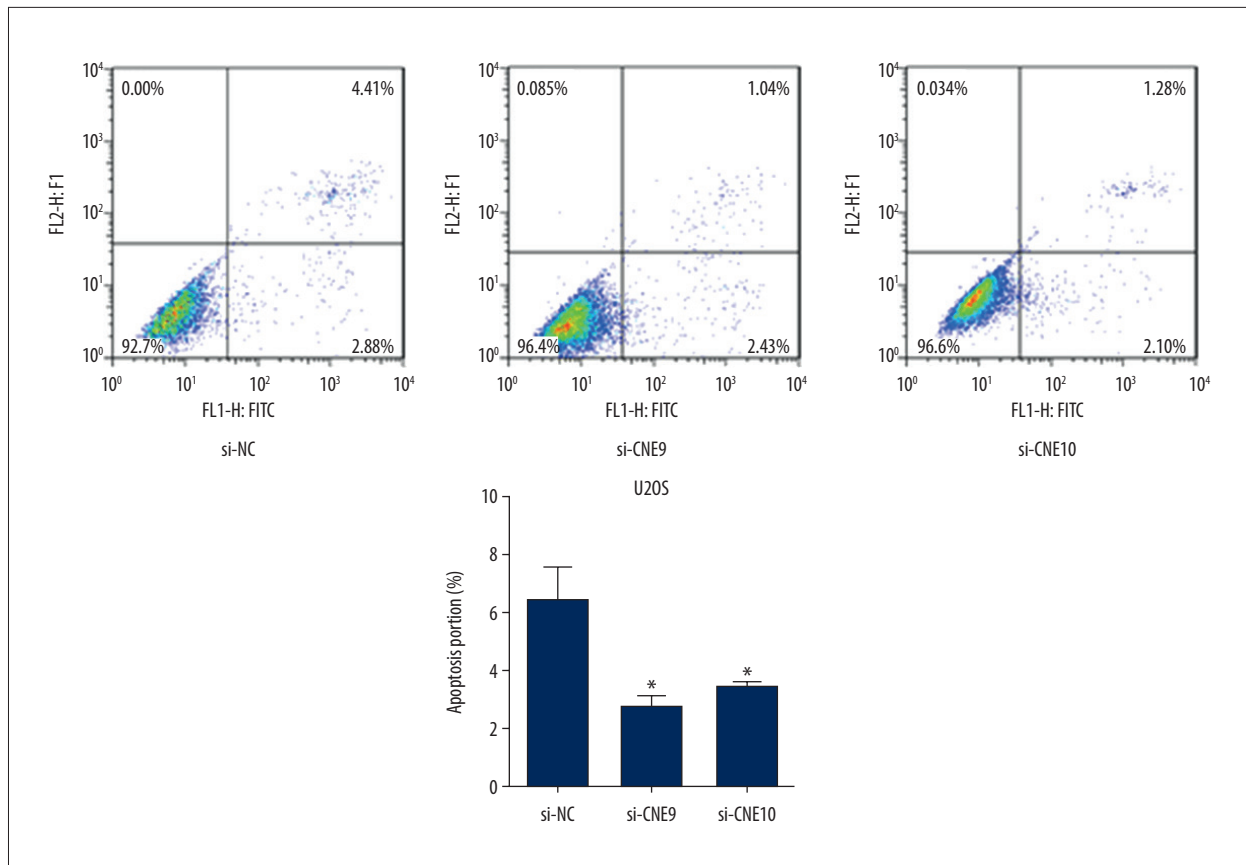 10⁴
0.00%
4.41%
10³
10²
10¹
10⁰
92.7%
2.88%
10⁰ 10¹ 10² 10³ 10⁴
FL2-H: F1
FL1-H: FITC
si-NC
10⁴
0.085%
1.04%
10³
10²
10¹
10⁰
96.4%
2.43%
10⁰ 10¹ 10² 10³ 10⁴
FL2-H: F1
FL1-H: FITC
si-CNE9
10⁴
0.034%
1.28%
10³
10²
10¹
10⁰
96.6%
2.10%
10⁰ 10¹ 10² 10³ 10⁴
FL2-H: F1
FL1-H: FITC
si-CNE10
U2OS
10
8
6
4
2
0
Apoptosis portion (%)
*
*
si-NC si-CNE9 si-CNE10